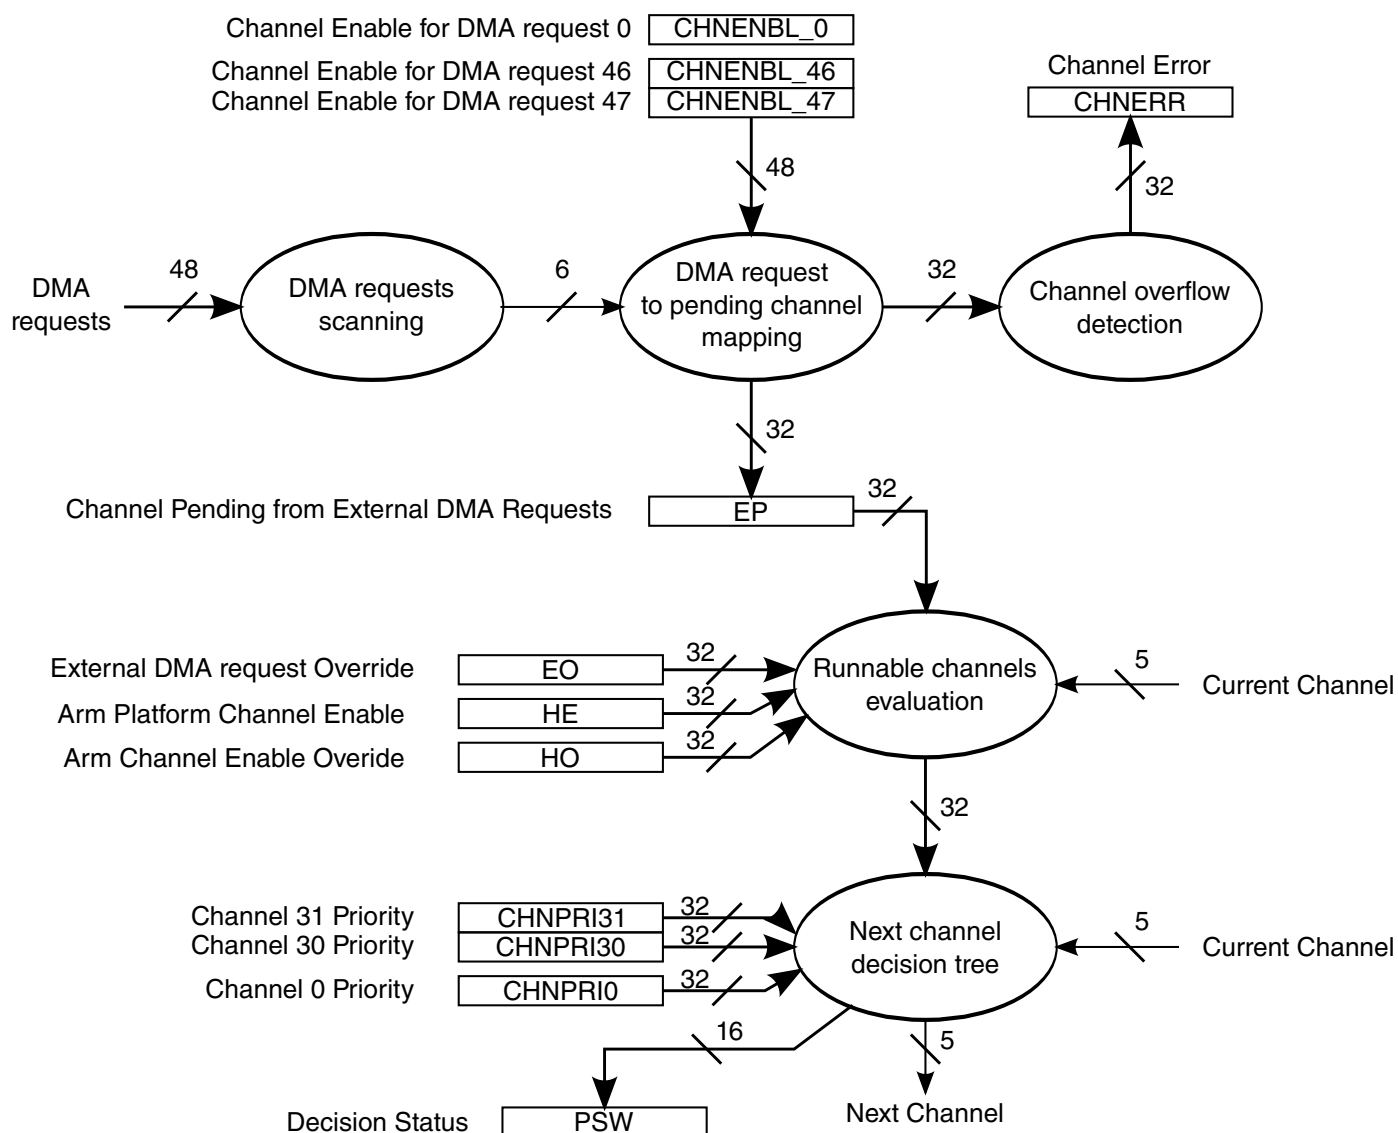 Channel Enable for DMA request 0 CHNENBL_0
Channel Enable for DMA request 46 CHNENBL_46
Channel Enable for DMA request 47 CHNENBL_47
Channel Error
CHNERR
48
32
DMA
requests
48
DMA requests
scanning
6
DMA request
to pending channel
mapping
32
Channel overflow
detection
32
Channel Pending from External DMA Requests EP 32
External DMA request Override EO 32
Arm Platform Channel Enable HE 32
Arm Channel Enable Overide HO 32
Runnable channels
evaluation
5
Current Channel
32
Channel 31 Priority CHNPRI31 32
Channel 30 Priority CHNPRI30 32
Channel 0 Priority CHNPRI0 32
Next channel
decision tree
5
Current Channel
16
5
Decision Status PSW
Next Channel